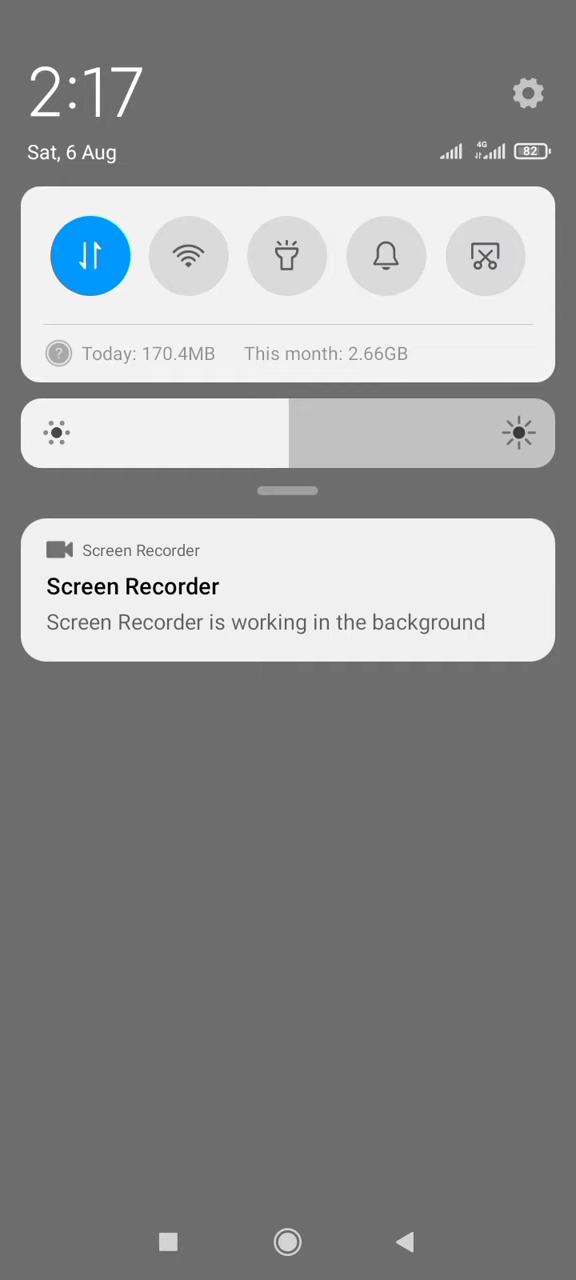 2:17
Sat, 6 Aug
4G
82
? Today: 170.4MB This month: 2.66GB
Screen Recorder
Screen Recorder
Screen Recorder is working in the background